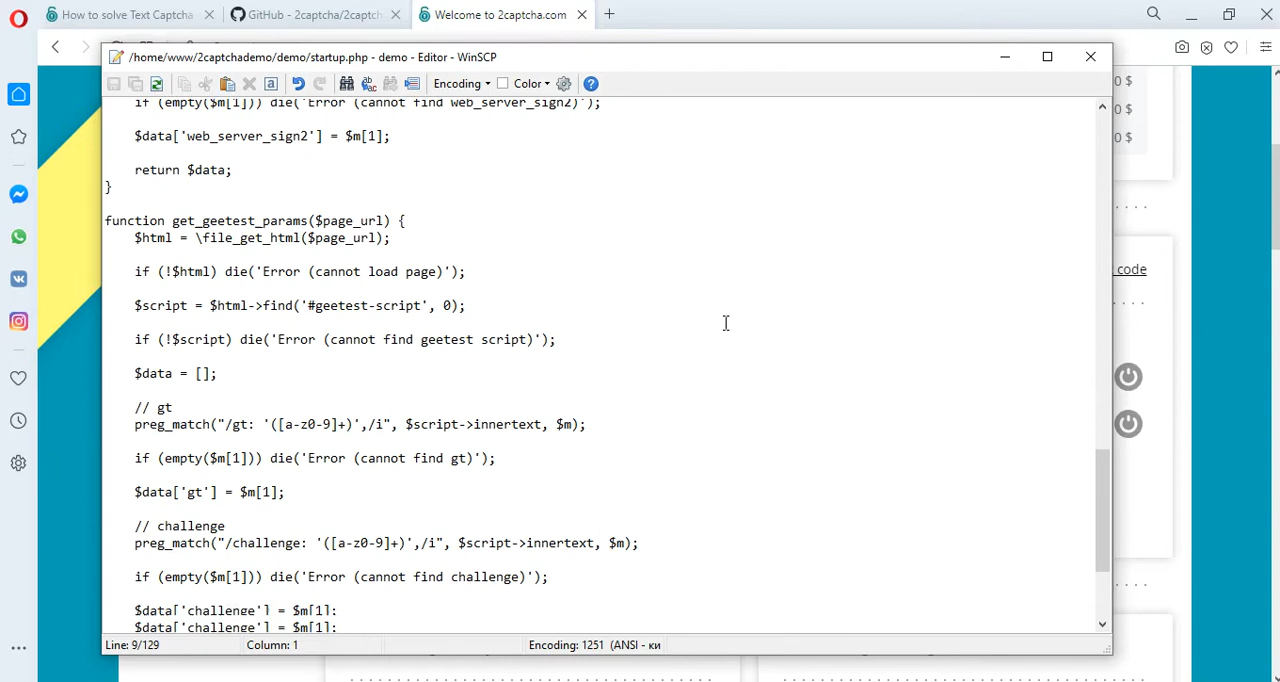 How to solve Text Captcha
GitHub - 2captcha/2captch
Welcome to 2captcha.com
/home/www/2captchademo/demo/startup.php - demo - Editor - WinSCP
Encoding
Color
if (empty($m[1])) die('Error (cannot find web_server_sign2)');
$data['web_server_sign2'] = $m[1];
return $data;
}
function get_geetest_params($page_url) {
$html = \file_get_html($page_url);
if (!$html) die('Error (cannot load page)');
$script = $html->find('#geetest-script', 0);
if (!$script) die('Error (cannot find geetest script)');
$data = [];
// gt
preg_match("/gt: '([a-z0-9]+)',/i", $script->innertext, $m);
if (empty($m[1])) die('Error (cannot find gt)');
$data['gt'] = $m[1];
// challenge
preg_match("/challenge: '([a-z0-9]+)',/i", $script->innertext, $m);
if (empty($m[1])) die('Error (cannot find challenge)');
$data['challenge'] = $m[1];
$data['challenge'] = $m[1];
Line: 9/129
Column: 1
Encoding: 1251 (ANSI - ки
0 $
0 $
0 $
code